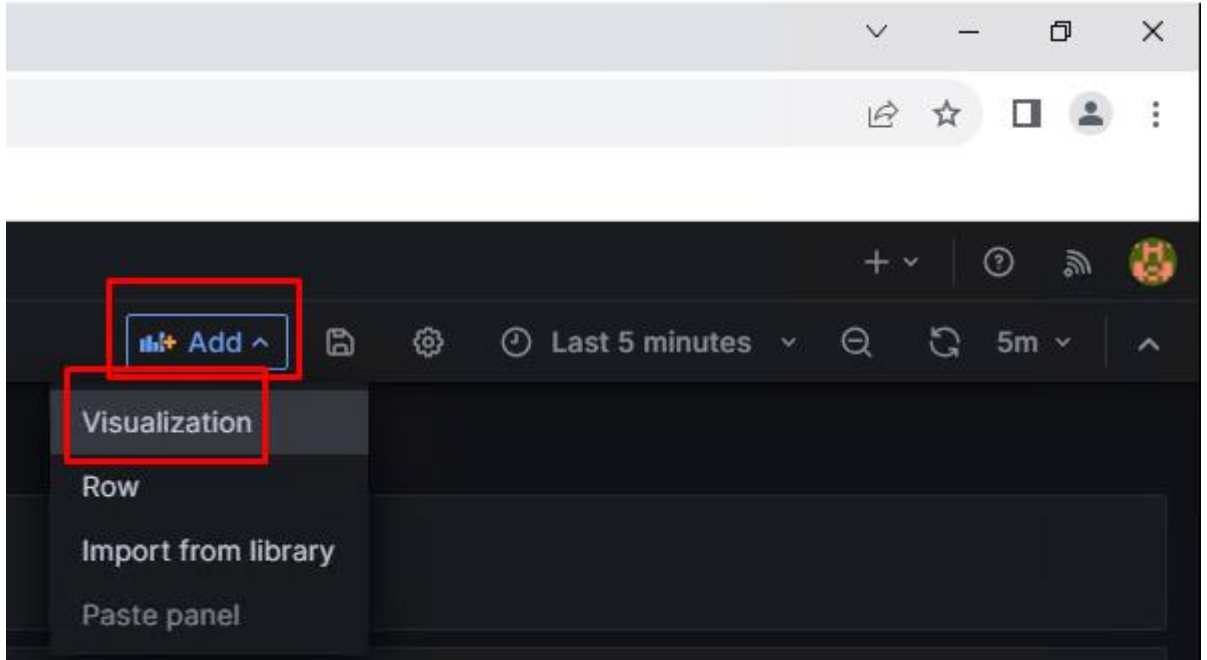 Add
Last 5 minutes
5m
Visualization
Row
Import from library
Paste panel